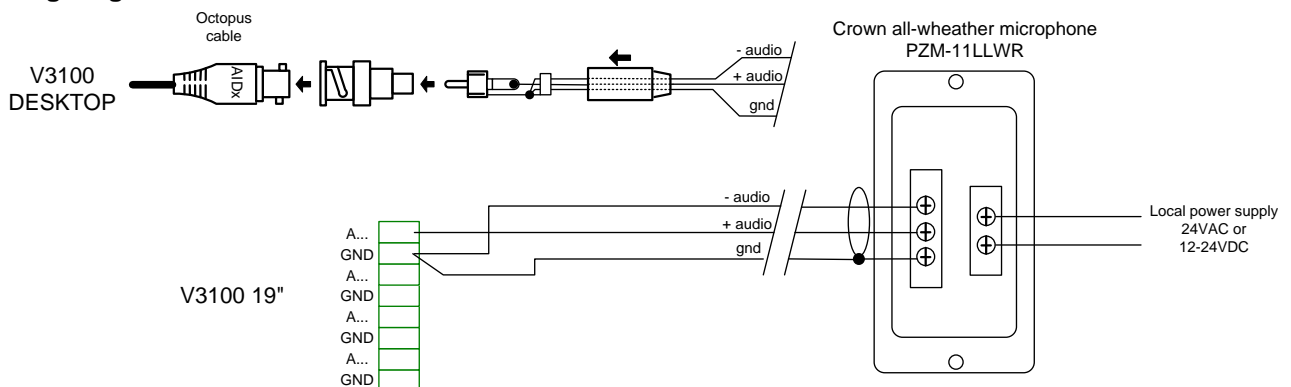 Octopus
cable
V3100
DESKTOP
AIDx
- audio
+ audio
gnd
Crown all-wheather microphone
PZM-11LLWR
- audio
+ audio
gnd
Local power supply
24VAC or
12-24VDC
V3100 19"
A...
GND
A...
GND
A...
GND
A...
GND